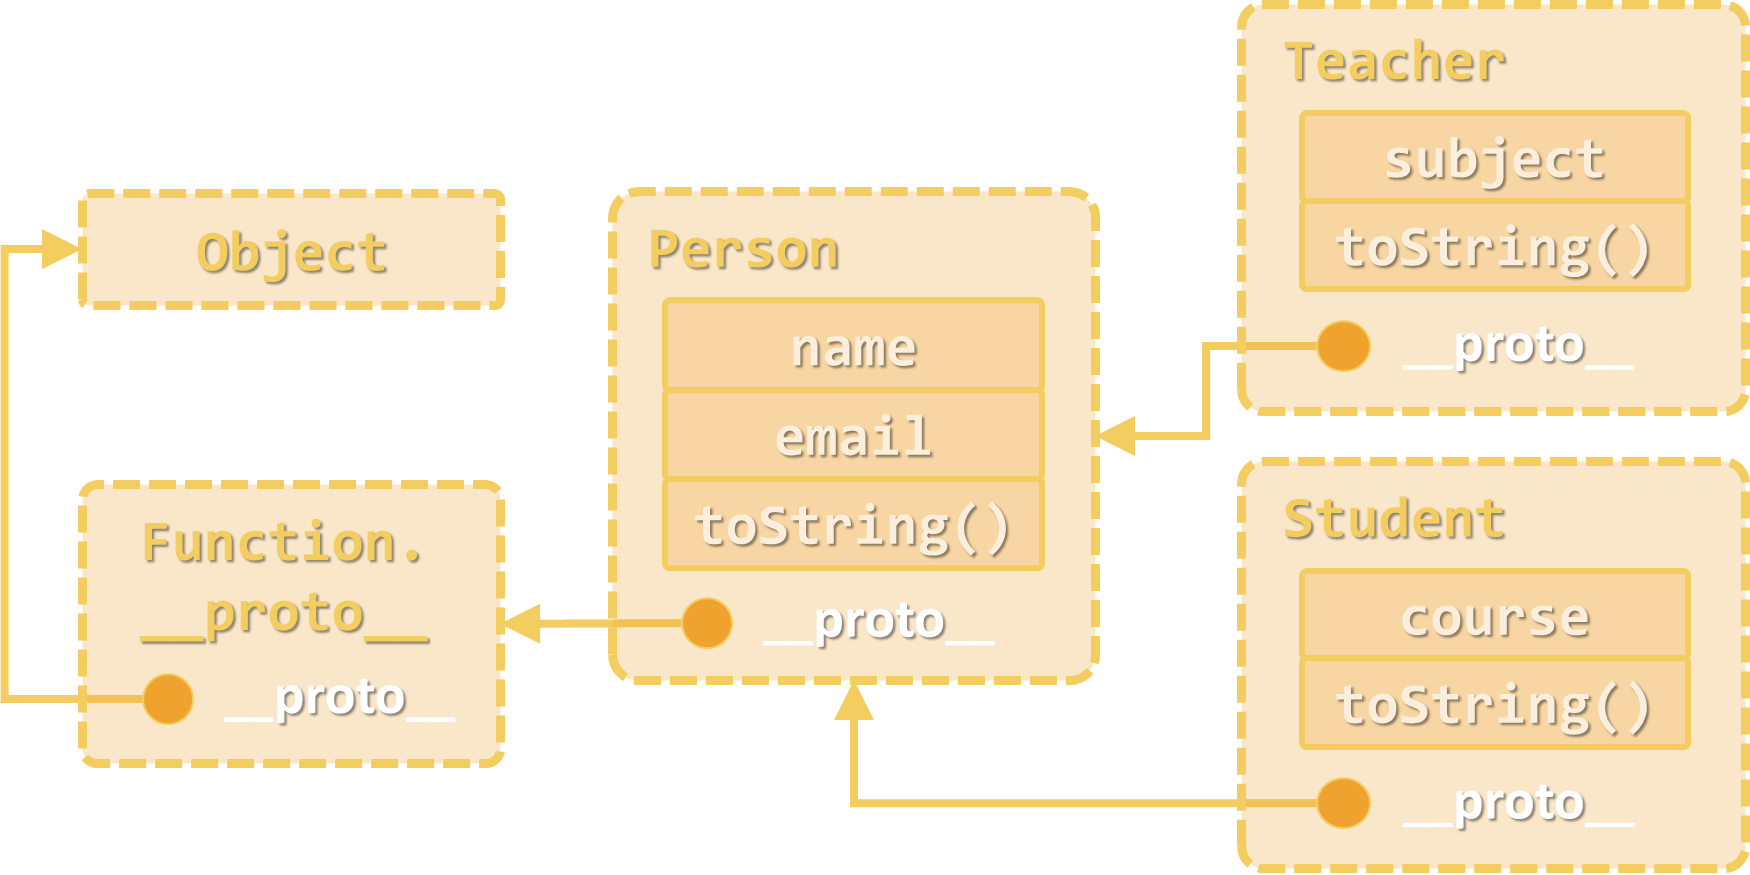 Object
Function.
__proto__
__proto__
Person
name
email
toString()
__proto__
Teacher
subject
toString()
__proto__
Student
course
toString()
__proto__